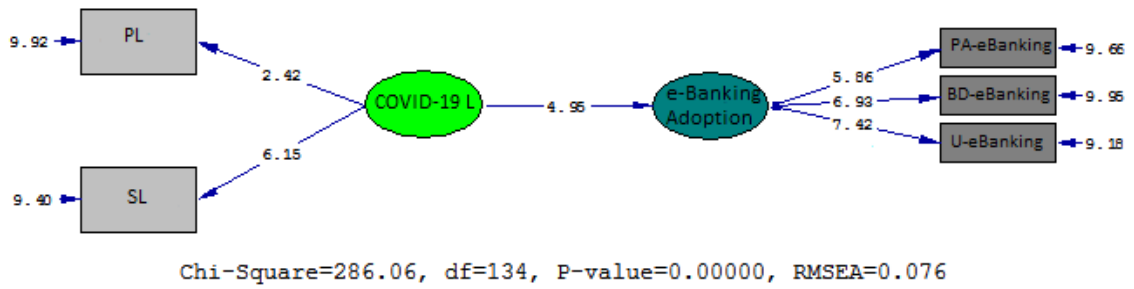 PL
9.92
2.42
COVID-19 L
4.95
e-Banking
Adoption
5.86
PA-eBanking
9.66
6.93
BD-eBanking
9.95
7.42
U-eBanking
9.18
6.15
SL
9.40
Chi-Square=286.06, df=134, P-value=0.00000, RMSEA=0.076